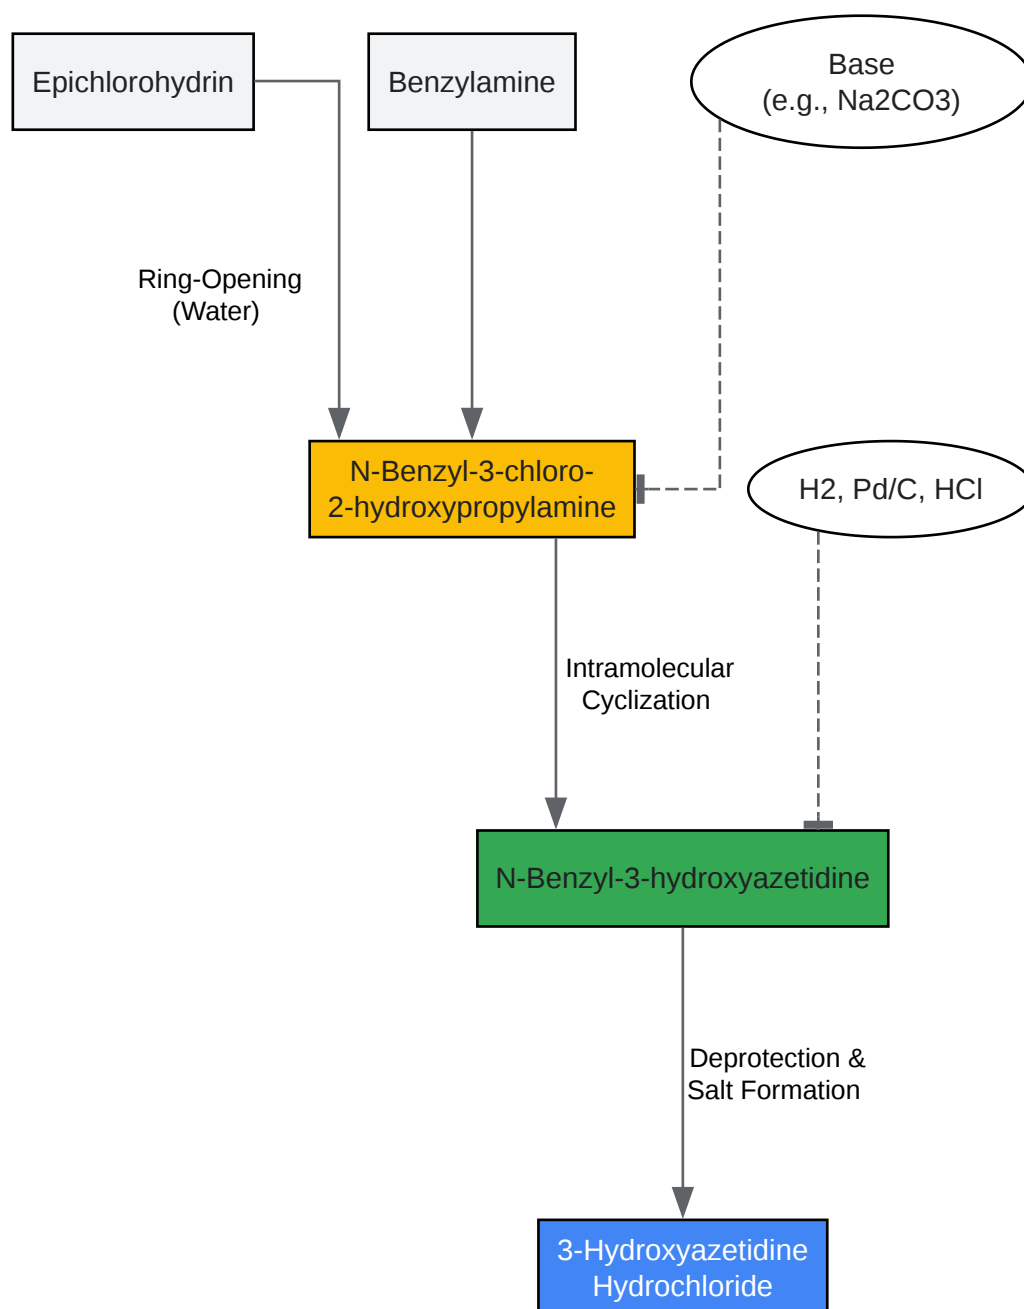 Epichlorohydrin
Benzylamine
Base
(e.g., Na2CO3)
Ring-Opening
(Water)
N-Benzyl-3-chloro-
2-hydroxypropylamine
H2, Pd/C, HCl
Intramolecular
Cyclization
N-Benzyl-3-hydroxyazetidine
Deprotection &
Salt Formation
3-Hydroxyazetidine
Hydrochloride